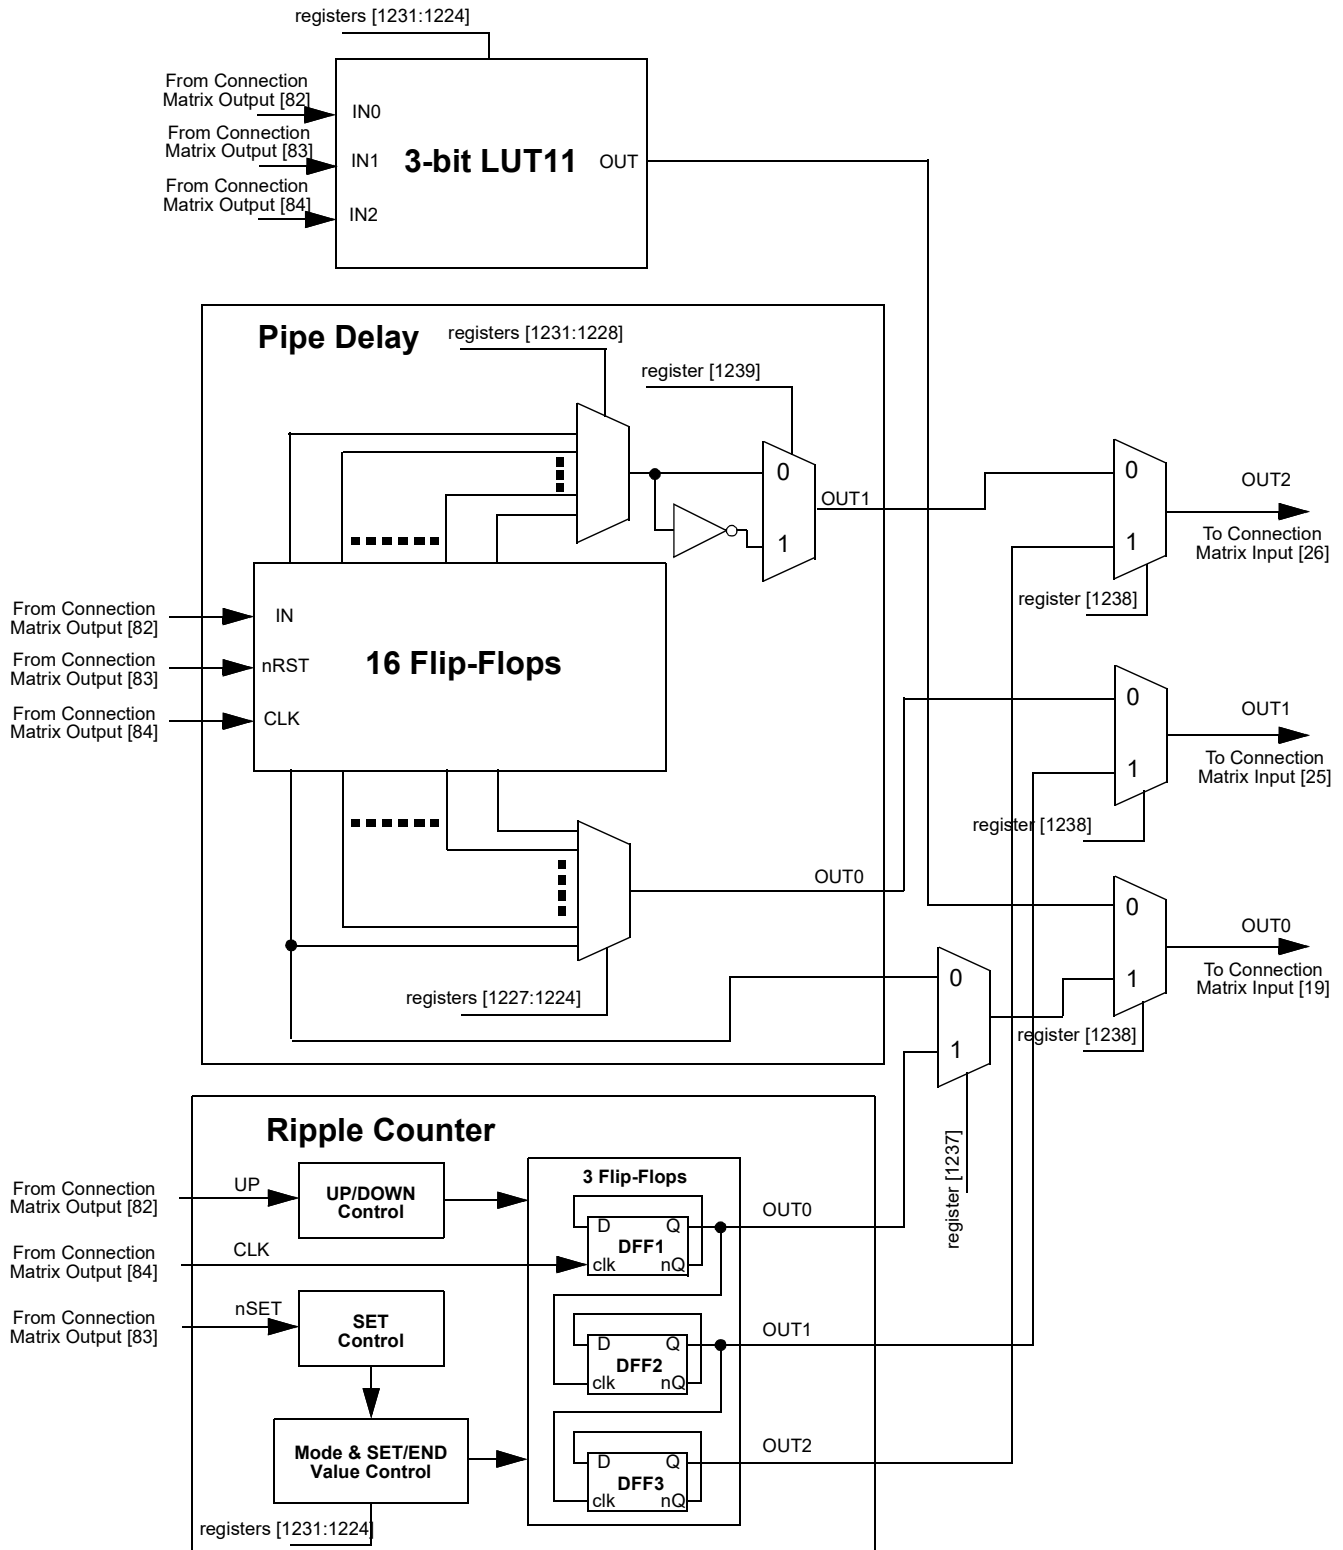 registers [1231:1224]
From Connection
Matrix Output [82]
IN0
From Connection
Matrix Output [83]
IN1
3-bit LUT11
OUT
From Connection
Matrix Output [84]
IN2
Pipe Delay
registers [1231:1228]
register [1239]
0
1
OUT1
0
1
OUT2
To Connection
Matrix Input [26]
register [1238]
From Connection
Matrix Output [82]
IN
From Connection
Matrix Output [83]
nRST
16 Flip-Flops
From Connection
Matrix Output [84]
CLK
0
1
OUT1
To Connection
Matrix Input [25]
register [1238]
OUT0
registers [1227:1224]
0
1
OUT0
To Connection
Matrix Input [19]
register [1238]
0
1
register [1237]
Ripple Counter
From Connection
Matrix Output [82]
UP
UP/DOWN
Control
3 Flip-Flops
D
Q
DFF1
clk
nQ
OUT0
From Connection
Matrix Output [84]
CLK
From Connection
Matrix Output [83]
nSET
SET
Control
D
Q
DFF2
clk
nQ
OUT1
Mode & SET/END
Value Control
D
Q
DFF3
clk
nQ
OUT2
registers [1231:1224]